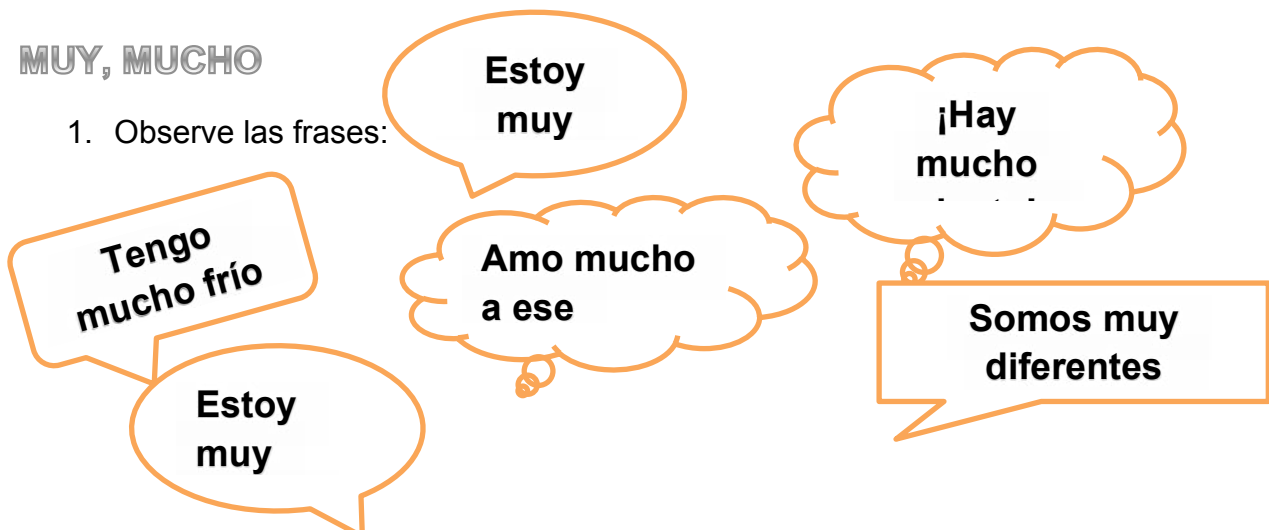 MUY, MUCHO
1. Observe las frases:
Estoy
muy
¡Hay
mucho
Tengo
mucho frío
Amo mucho
a ese
Somos muy
diferentes
Estoy
muy